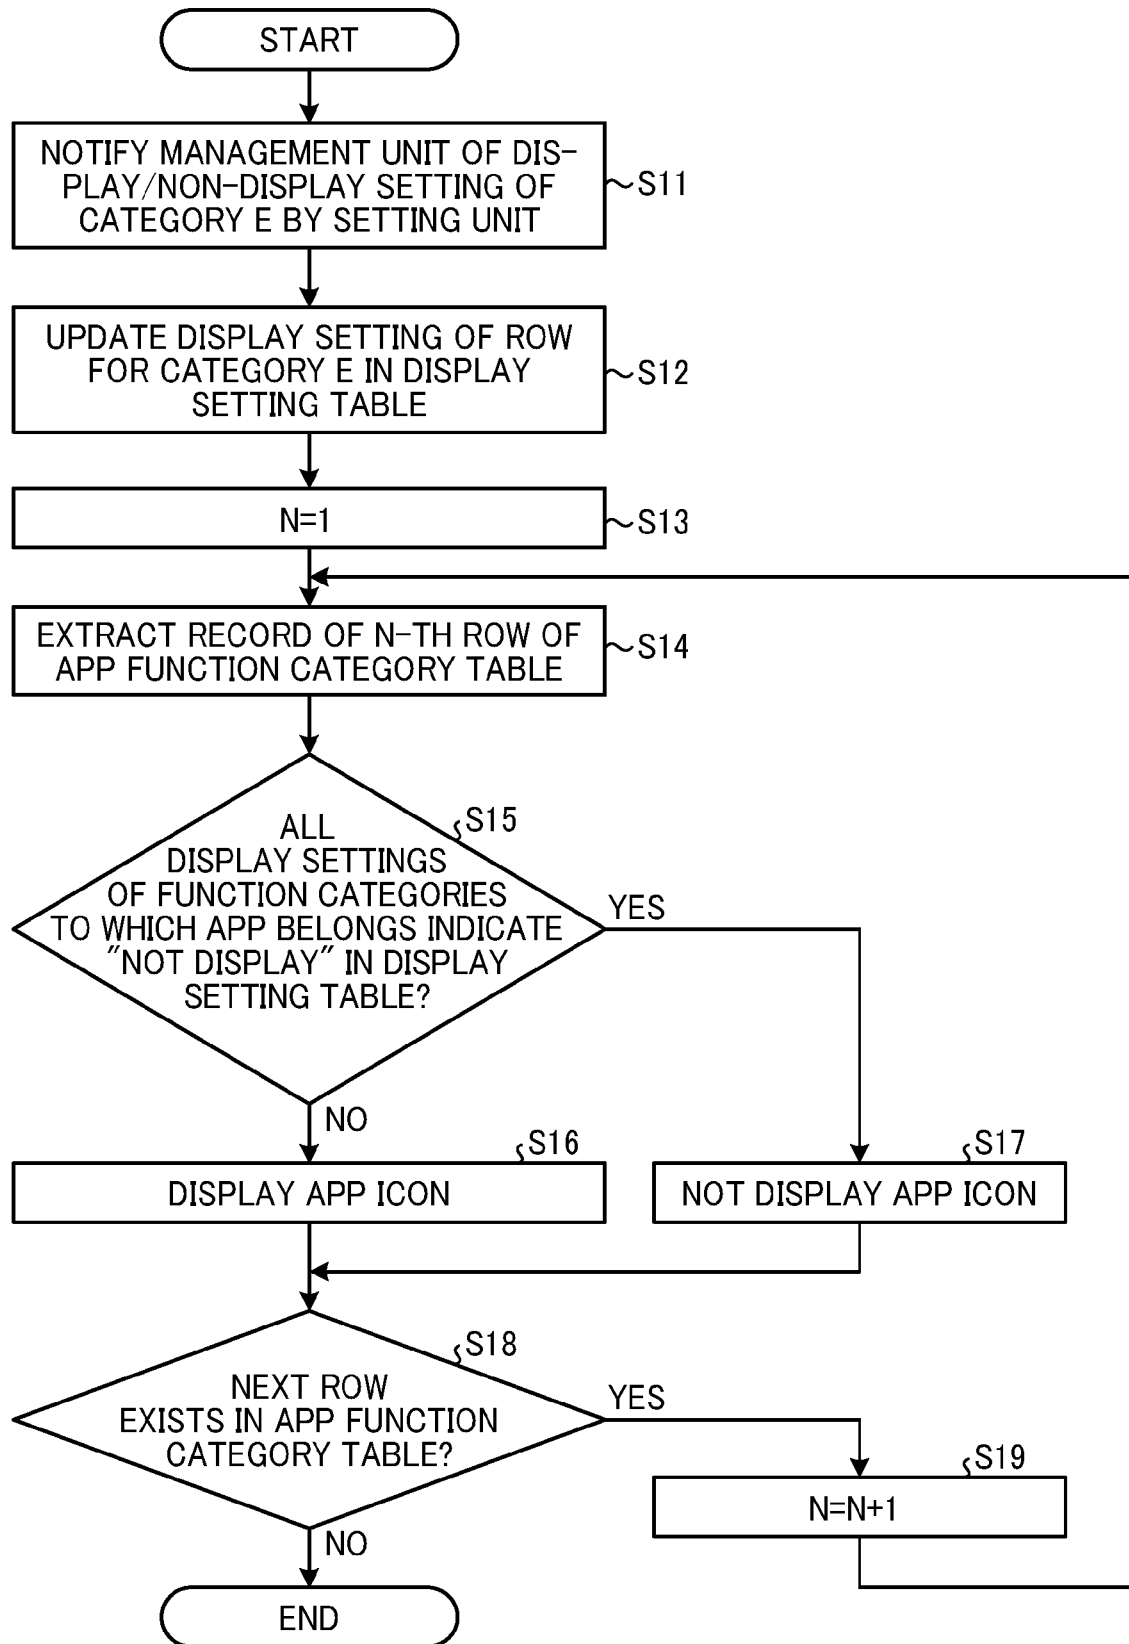 START
NOTIFY MANAGEMENT UNIT OF DIS-
PLAY/NON-DISPLAY SETTING OF
CATEGORY E BY SETTING UNIT
S11
UPDATE DISPLAY SETTING OF ROW
FOR CATEGORY E IN DISPLAY
SETTING TABLE
S12
N=1
S13
EXTRACT RECORD OF N-TH ROW OF
APP FUNCTION CATEGORY TABLE
S14
S15
ALL
DISPLAY SETTINGS
OF FUNCTION CATEGORIES
TO WHICH APP BELONGS INDICATE
"NOT DISPLAY" IN DISPLAY
SETTING TABLE?
YES
NO
S16
DISPLAY APP ICON
S17
NOT DISPLAY APP ICON
S18
NEXT ROW
EXISTS IN APP FUNCTION
CATEGORY TABLE?
YES
S19
N=N+1
NO
END